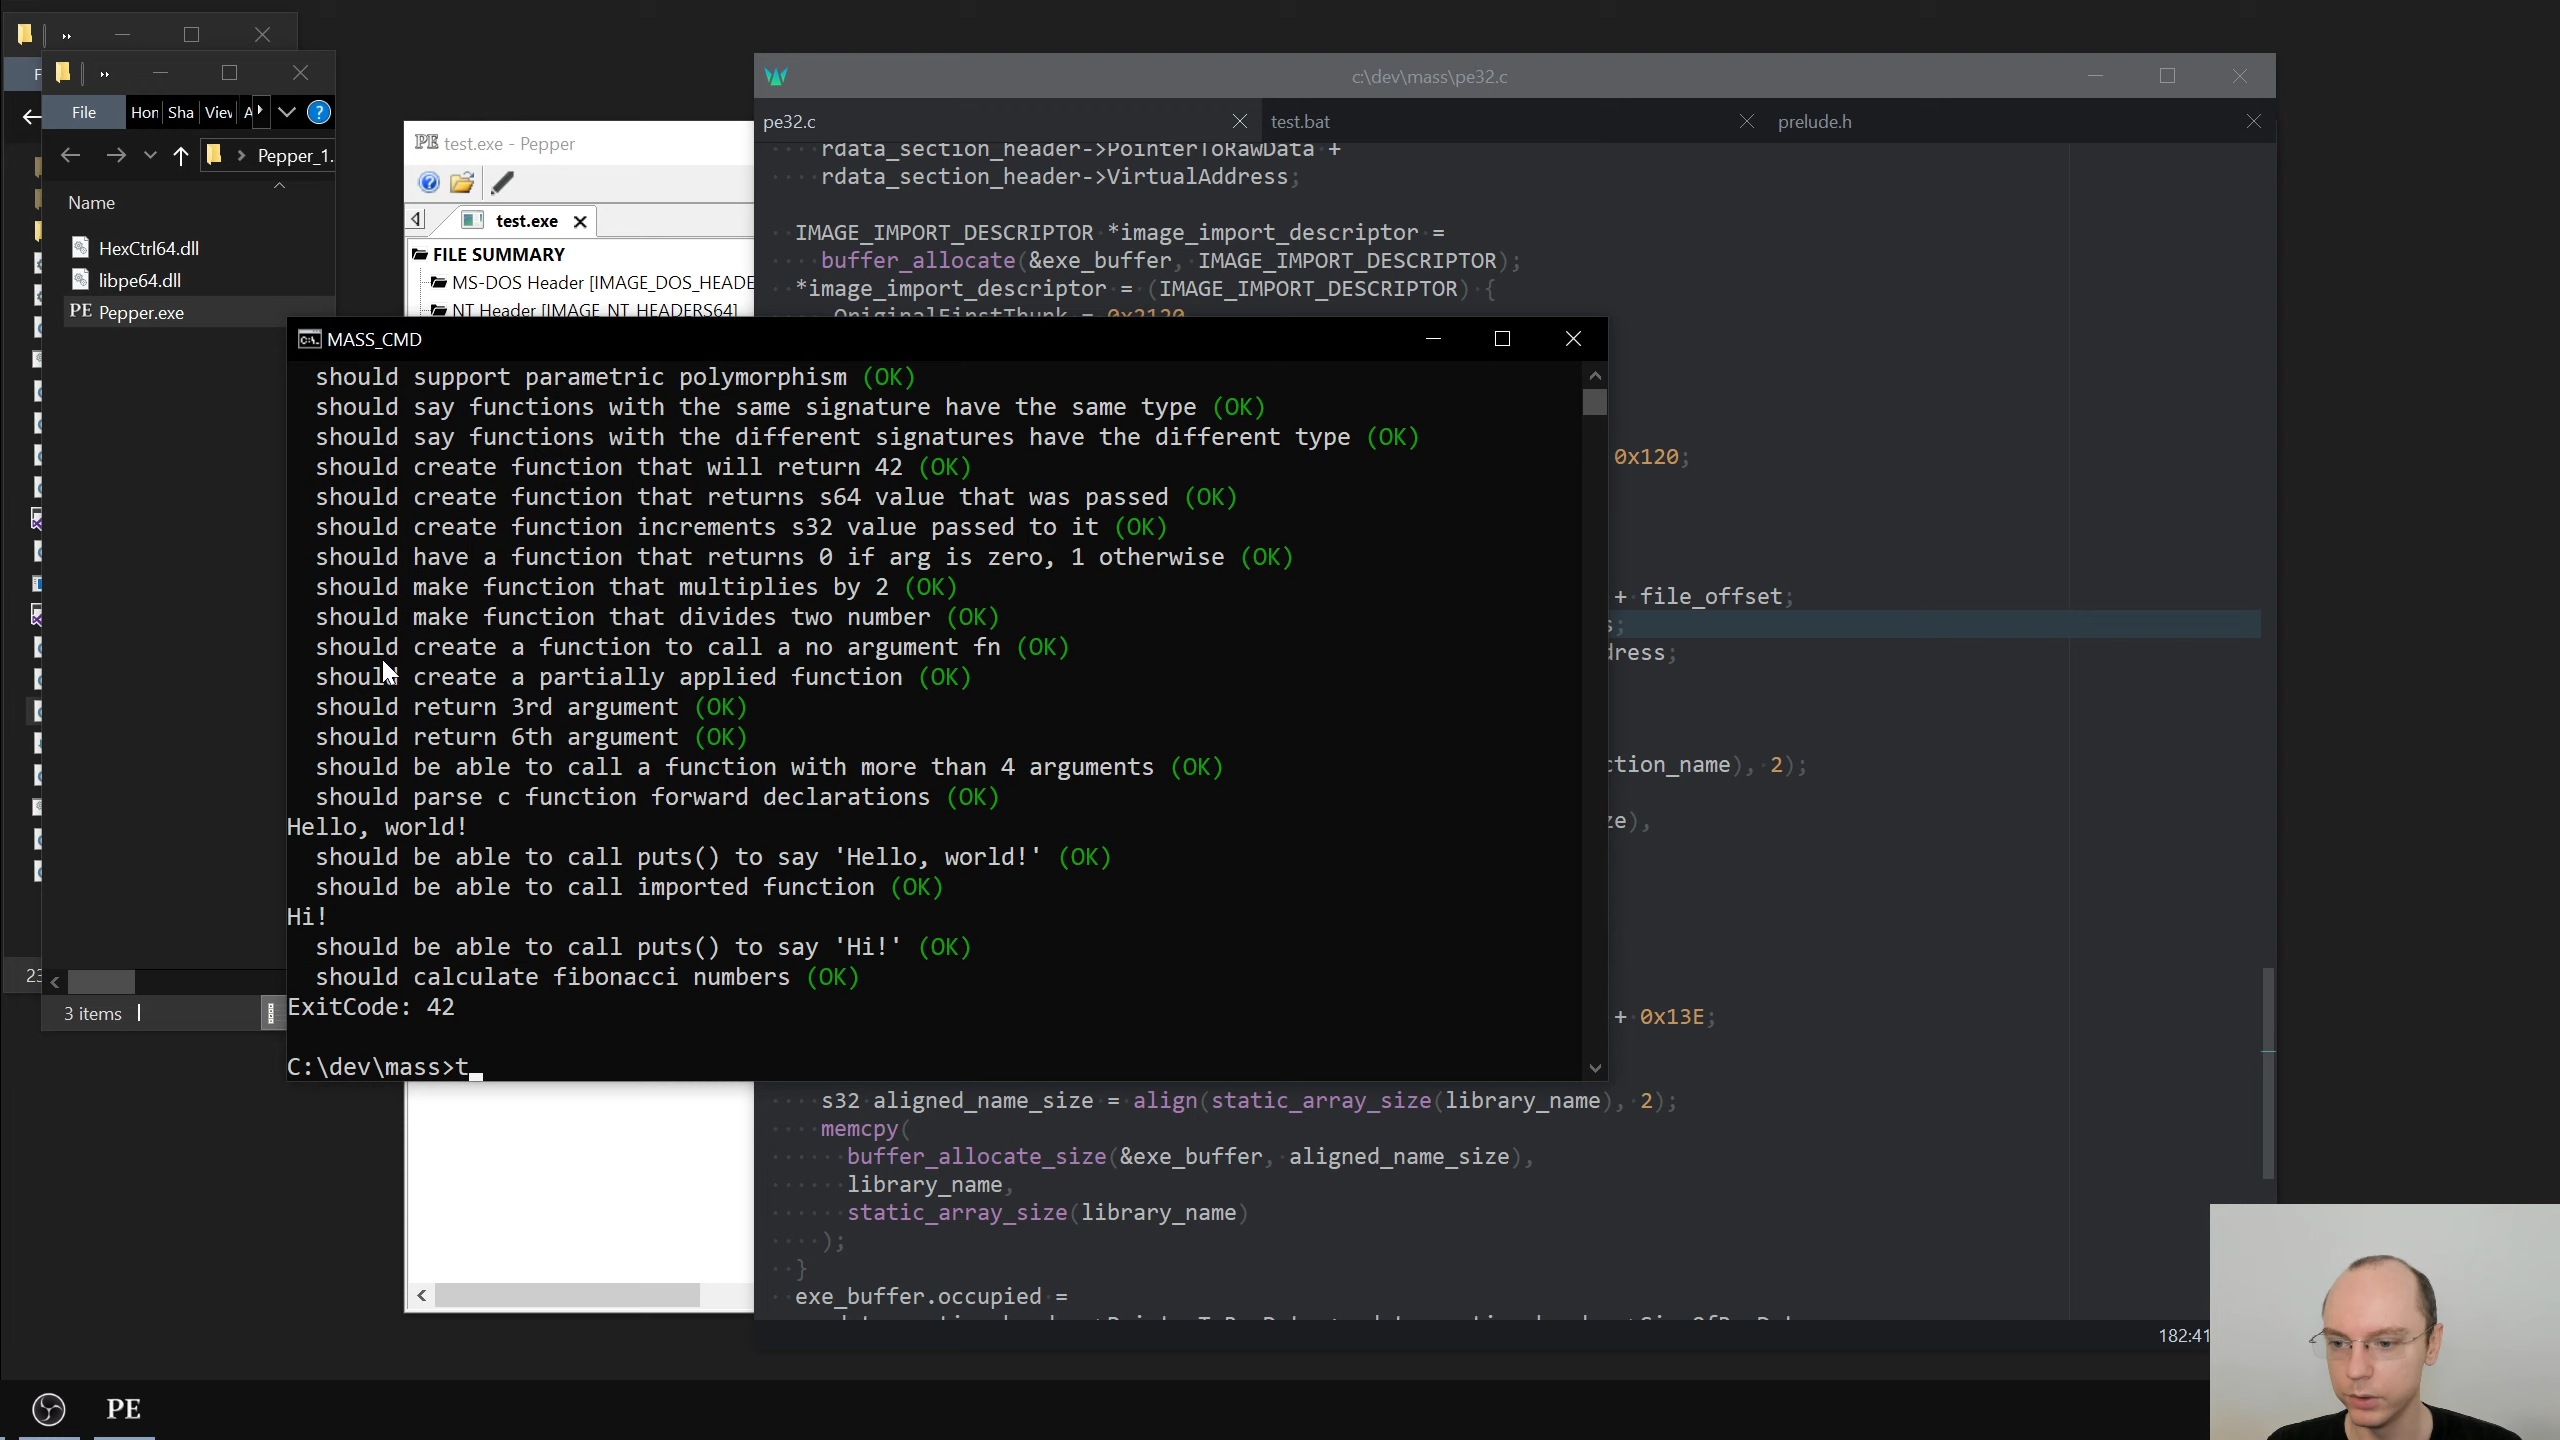 File
Hon
Sha
Viev
Pepper_1.
Name
HexCtrl64.dll
libpe64.dll
PE Pepper.exe
3 items
23
PE test.exe - Pepper
test.exe
FILE SUMMARY
MS-DOS Header [IMAGE_DOS_HEADE
NT Header [IMAGE_NT_HEADERS64]
c:\dev\mass\pe32.c
pe32.c
test.bat
prelude.h
rdata_section_header->PointerToRawData +
rdata_section_header->VirtualAddress;
IMAGE_IMPORT_DESCRIPTOR *image_import_descriptor =
buffer_allocate(&exe_buffer, IMAGE_IMPORT_DESCRIPTOR);
*image_import_descriptor = (IMAGE_IMPORT_DESCRIPTOR) {
OriginalFirstThunk = 0x2120
0x120;
+ file_offset;
s;
dress;
ction_name), 2);
ze),
+ 0x13E;
MASS_CMD
should support parametric polymorphism (OK)
should say functions with the same signature have the same type (OK)
should say functions with the different signatures have the different type (OK)
should create function that will return 42 (OK)
should create function that returns s64 value that was passed (OK)
should create function increments s32 value passed to it (OK)
should have a function that returns 0 if arg is zero, 1 otherwise (OK)
should make function that multiplies by 2 (OK)
should make function that divides two number (OK)
should create a function to call a no argument fn (OK)
should create a partially applied function (OK)
should return 3rd argument (OK)
should return 6th argument (OK)
should be able to call a function with more than 4 arguments (OK)
should parse c function forward declarations (OK)
Hello, world!
should be able to call puts() to say 'Hello, world!' (OK)
should be able to call imported function (OK)
Hi!
should be able to call puts() to say 'Hi!' (OK)
should calculate fibonacci numbers (OK)
ExitCode: 42
C:\dev\mass>t_
s32 aligned_name_size = align(static_array_size(library_name), 2);
memcpy(
buffer_allocate_size(&exe_buffer, aligned_name_size),
library_name,
static_array_size(library_name)
);
}
exe_buffer.occupied =
182:41
PE